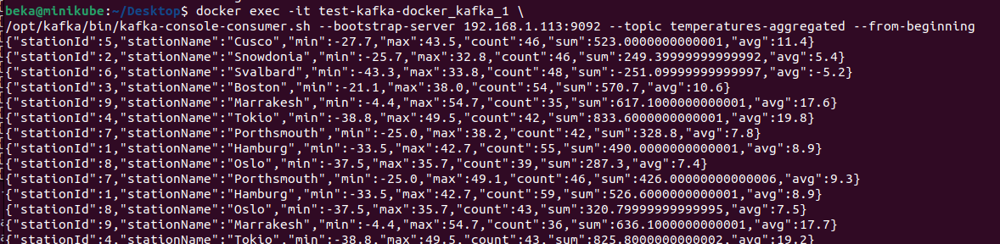 beka@minikube:~/Desktop$ docker exec -it test-kafka-docker_kafka_1 \
/opt/kafka/bin/kafka-console-consumer.sh --bootstrap-server 192.168.1.113:9092 --topic temperatures-aggregated --from-beginning
{"stationId":5,"stationName":"Cusco","min":-27.7,"max":43.5,"count":46,"sum":523.0000000000001,"avg":11.4}
{"stationId":2,"stationName":"Snowdonia","min":-25.7,"max":32.8,"count":46,"sum":249.39999999999992,"avg":5.4}
{"stationId":6,"stationName":"Svalbard","min":-43.3,"max":33.8,"count":48,"sum":-251.09999999999997,"avg":-5.2}
{"stationId":3,"stationName":"Boston","min":-21.1,"max":38.0,"count":54,"sum":570.7,"avg":10.6}
{"stationId":9,"stationName":"Marrakesh","min":-4.4,"max":54.7,"count":35,"sum":617.1000000000001,"avg":17.6}
{"stationId":4,"stationName":"Tokio","min":-38.8,"max":49.5,"count":42,"sum":833.6000000000001,"avg":19.8}
{"stationId":7,"stationName":"Porthsmouth","min":-25.0,"max":38.2,"count":42,"sum":328.8,"avg":7.8}
{"stationId":1,"stationName":"Hamburg","min":-33.5,"max":42.7,"count":55,"sum":490.0000000000001,"avg":8.9}
{"stationId":8,"stationName":"Oslo","min":-37.5,"max":35.7,"count":39,"sum":287.3,"avg":7.4}
{"stationId":7,"stationName":"Porthsmouth","min":-25.0,"max":49.1,"count":46,"sum":426.00000000000006,"avg":9.3}
{"stationId":1,"stationName":"Hamburg","min":-33.5,"max":42.7,"count":59,"sum":526.6000000000001,"avg":8.9}
{"stationId":8,"stationName":"Oslo","min":-37.5,"max":35.7,"count":43,"sum":320.79999999999995,"avg":7.5}
{"stationId":9,"stationName":"Marrakesh","min":-4.4,"max":54.7,"count":36,"sum":636.1000000000001,"avg":17.7}
{"stationId":4,"stationName":"Tokio","min":-38.8,"max":49.5,"count":43,"sum":825.8000000000002,"avg":19.2}